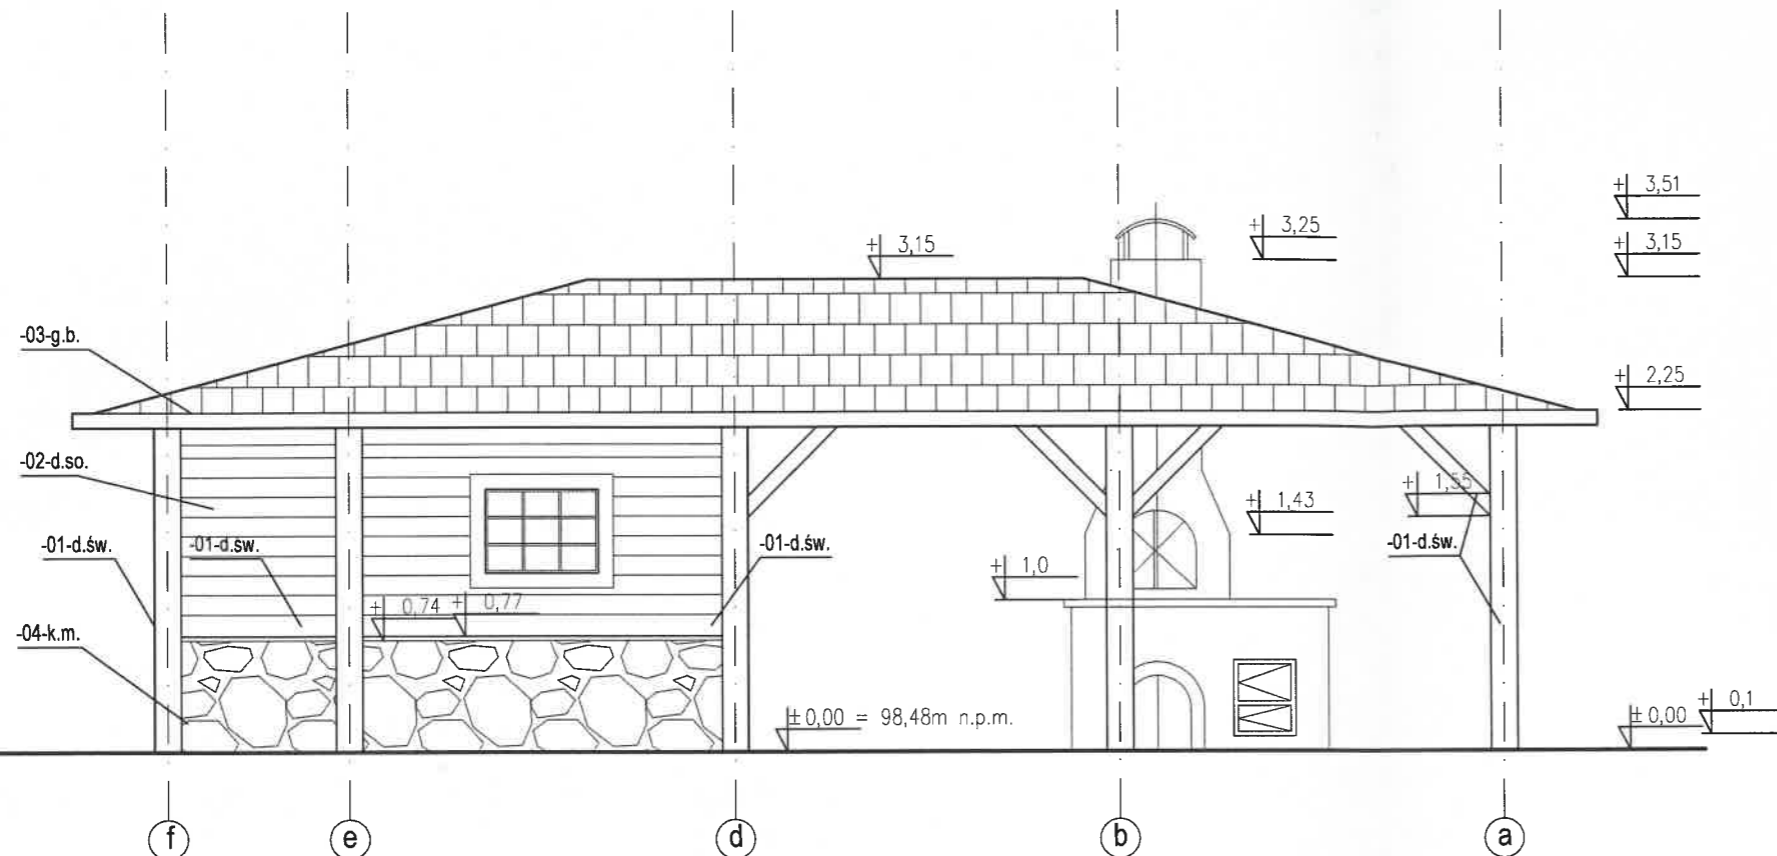 + 3,51
+ 3,15
+ 3,25
+ 3,15
-03-g.b.
+ 2,25
-02-d.so.
+ 1,55
+ 1,43
-01-d.św.
-01-d.św.
-01-d.św.
-01-d.św.
+ 1,0
+ 0,74
+ 0,77
-04-k.m.
±0,00 = 98,48m n.p.m.
±0,00
+ 0,1
f
e
d
b
a